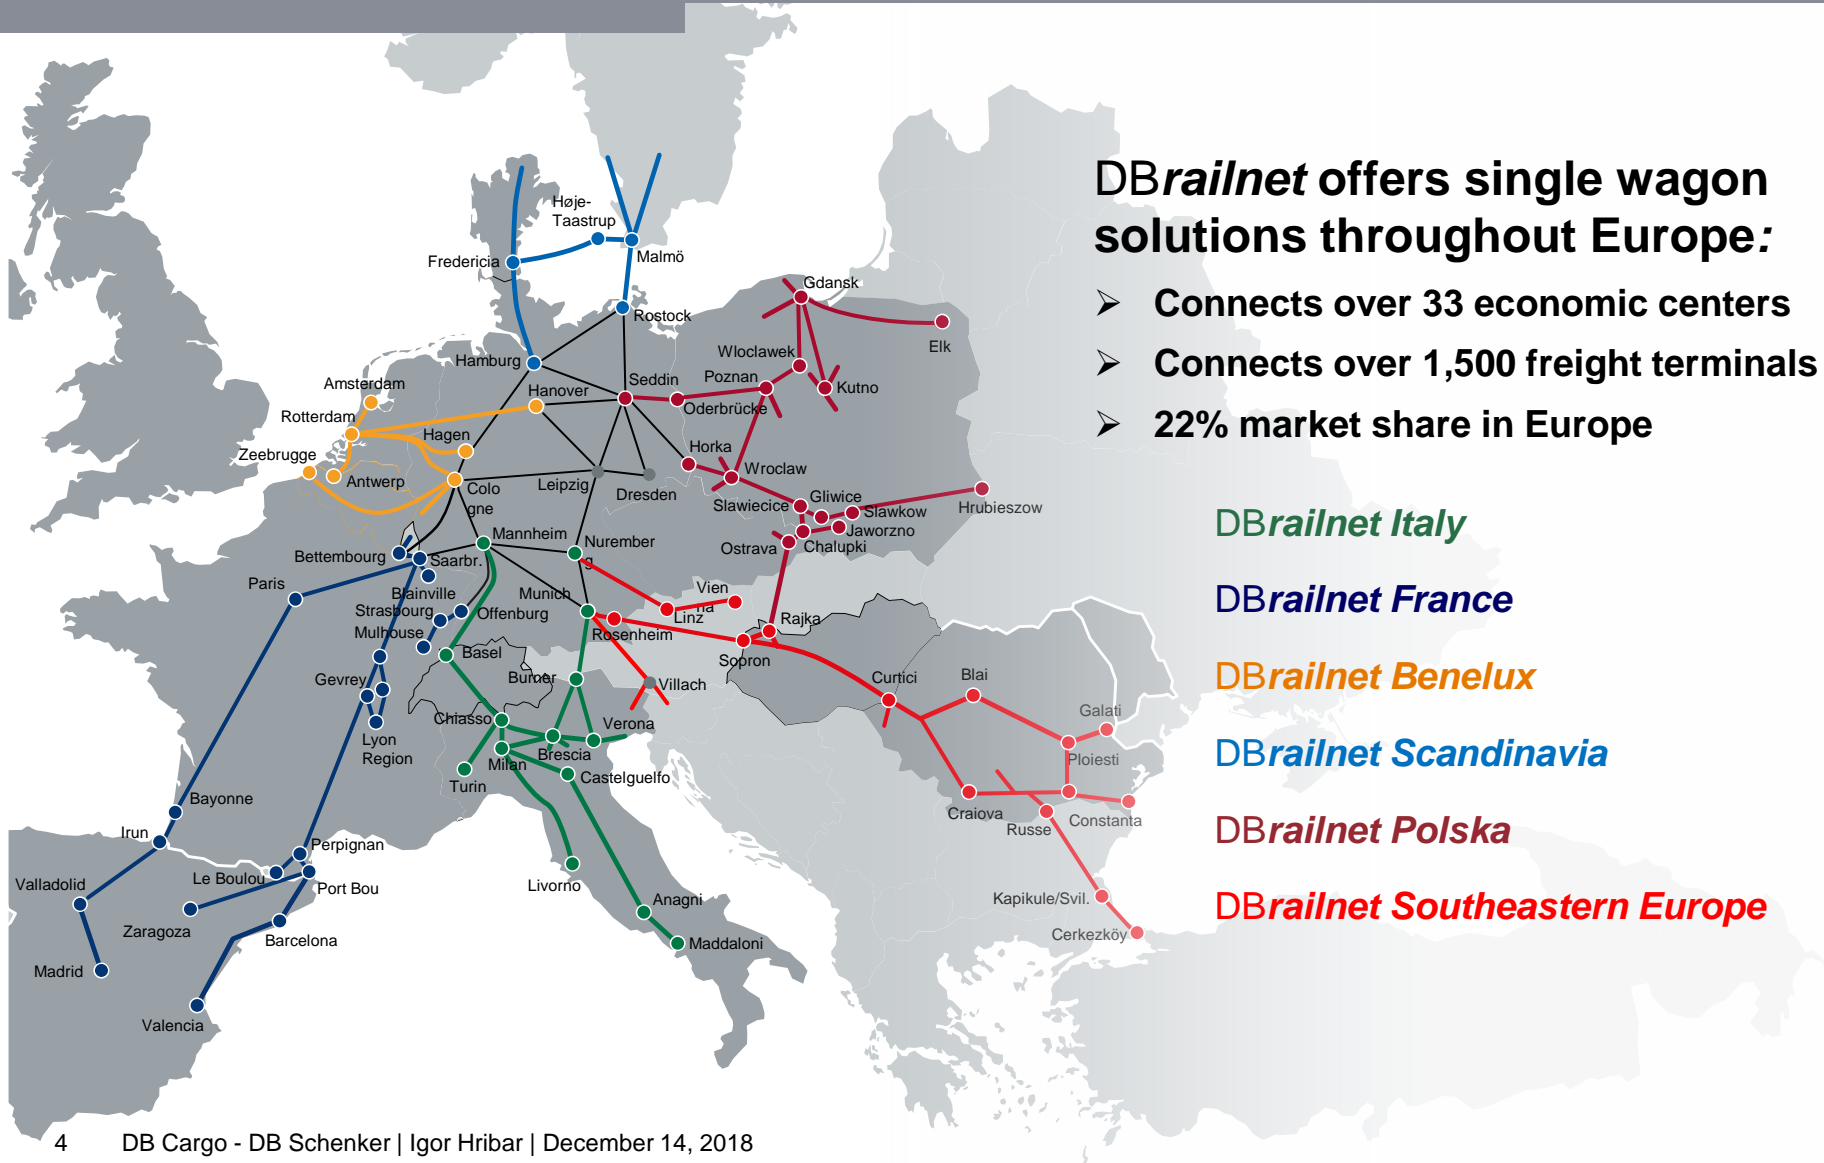 DBrailnet offers single wagon
solutions throughout Europe:
➢ Connects over 33 economic centers
➢ Connects over 1,500 freight terminals
➢ 22% market share in Europe
DBrailnet Italy
DBrailnet France
DBrailnet Benelux
DBrailnet Scandinavia
DBrailnet Polska
DBrailnet Southeastern Europe
Høje-
Taastrup
Fredericia
Malmö
Gdansk
Rostock
Elk
Hamburg
Wloclawek
Seddin
Poznan
Amsterdam
Hanover
Kutno
Oderbrücke
Rotterdam
Hagen
Horka
Zeebrugge
Wroclaw
Antwerp
Leipzig
Colo
gne
Dresden
Gliwice
Slawiecice
Slawkow
Hrubieszow
Jaworzno
Mannheim
Nurember
g
Ostrava
Chalupki
Bettembourg
Saarbr.
Paris
Blainville
Munich
Vien
na
Strasbourg
Offenburg
Linz
Rajka
Mulhouse
Rosenheim
Basel
Sopron
Gevrey
Burner
Villach
Curtici
Blai
Chiasso
Galati
Verona
Lyon
Region
Brescia
Milan
Ploiesti
Castelguelfo
Turin
Bayonne
Craiova
Constanta
Russe
Irun
Perpignan
Le Boulou
Port Bou
Valladolid
Livorno
Anagni
Kapikule/Svil.
Zaragoza
Barcelona
Cerkezköy
Maddaloni
Madrid
Valencia
4 DB Cargo - DB Schenker | Igor Hribar | December 14, 2018